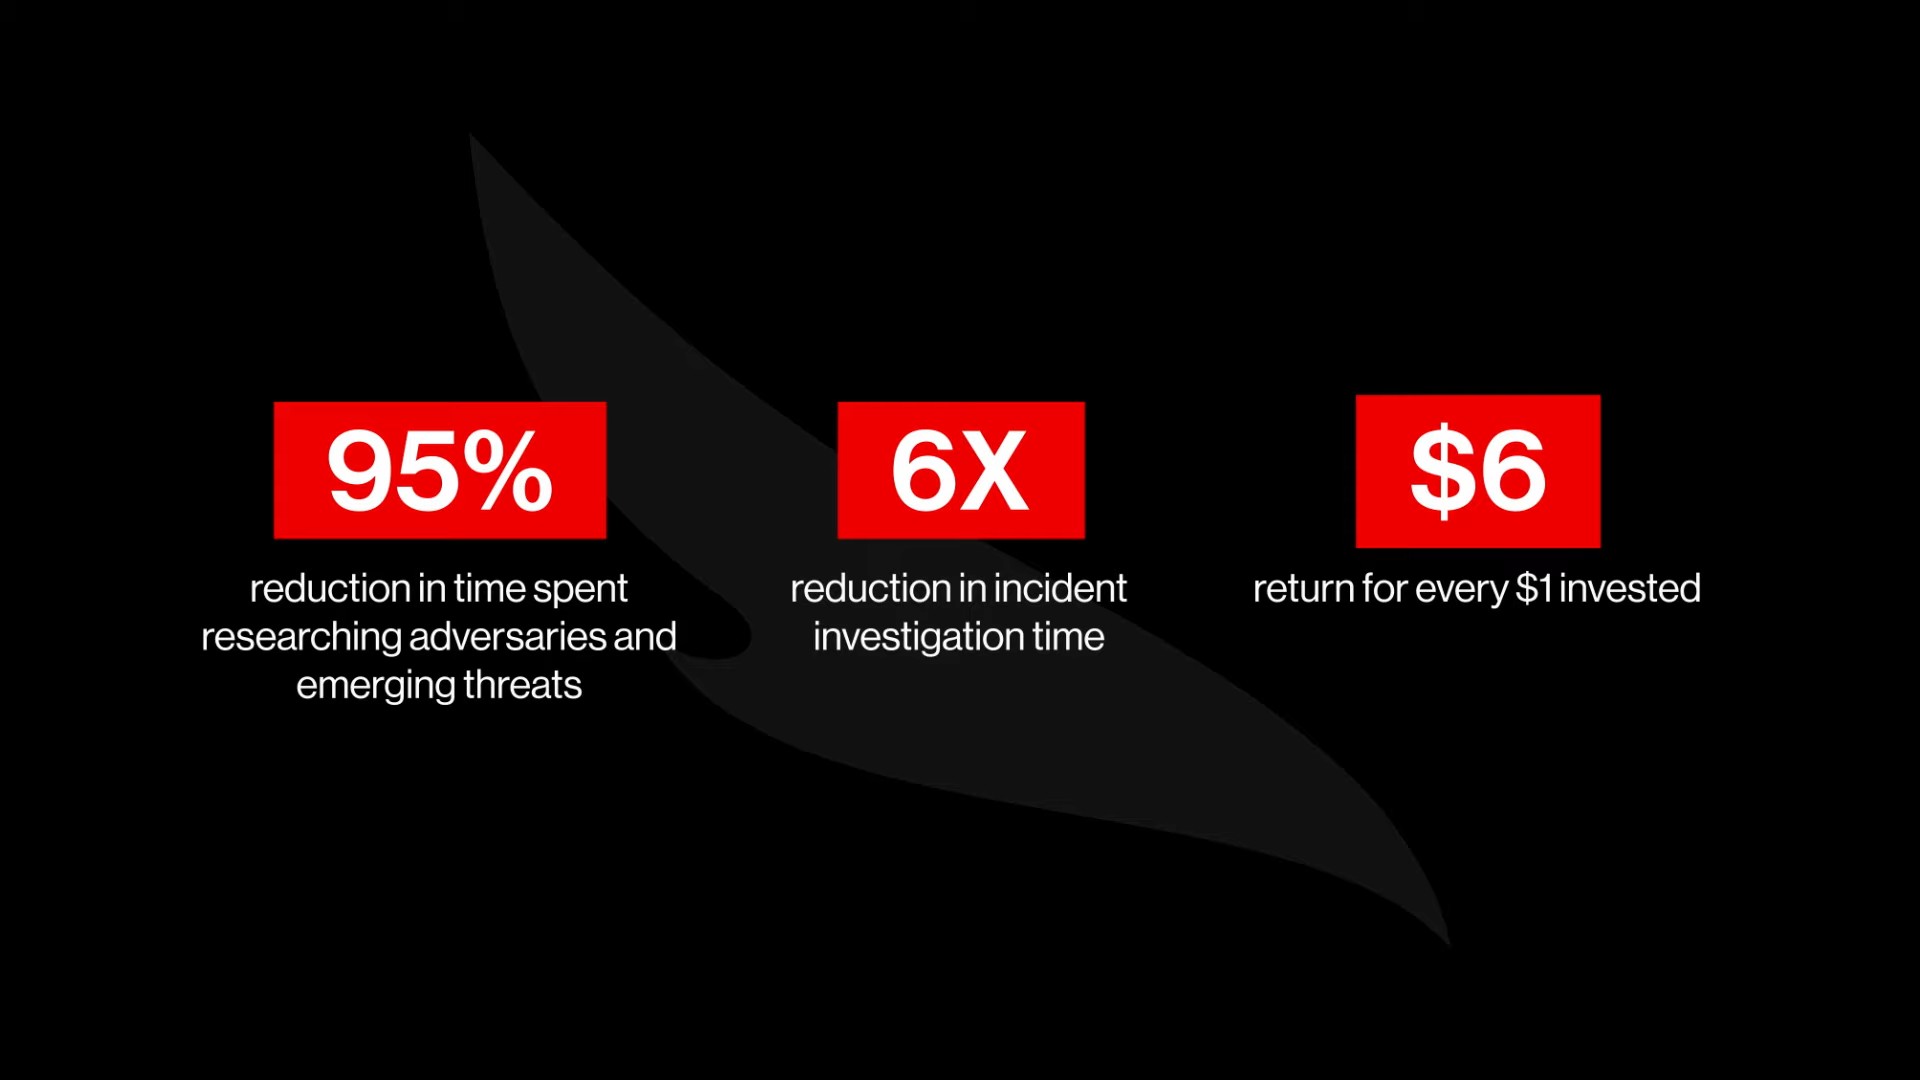 95%
reduction in time spent
researching adversaries and
emerging threats
6X
reduction in incident
investigation time
$6
return for every $1 invested